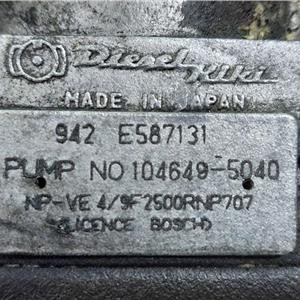 Diesel Kiki
MADE IN JAPAN
942 E587131
PUMP NO 104649-5040
NP-VE 4/9F2500RNP707
(LICENCE BOSCH)